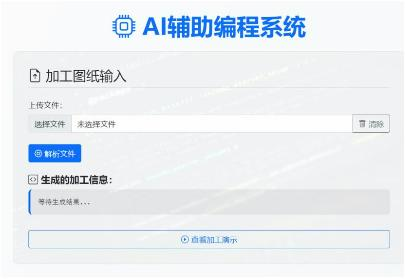 AI辅助编程系统
加工图纸输入
上传文件:
选择文件 未选择文件 清除
解析文件
生成的加工信息:
等待生成结果...
查看加工演示